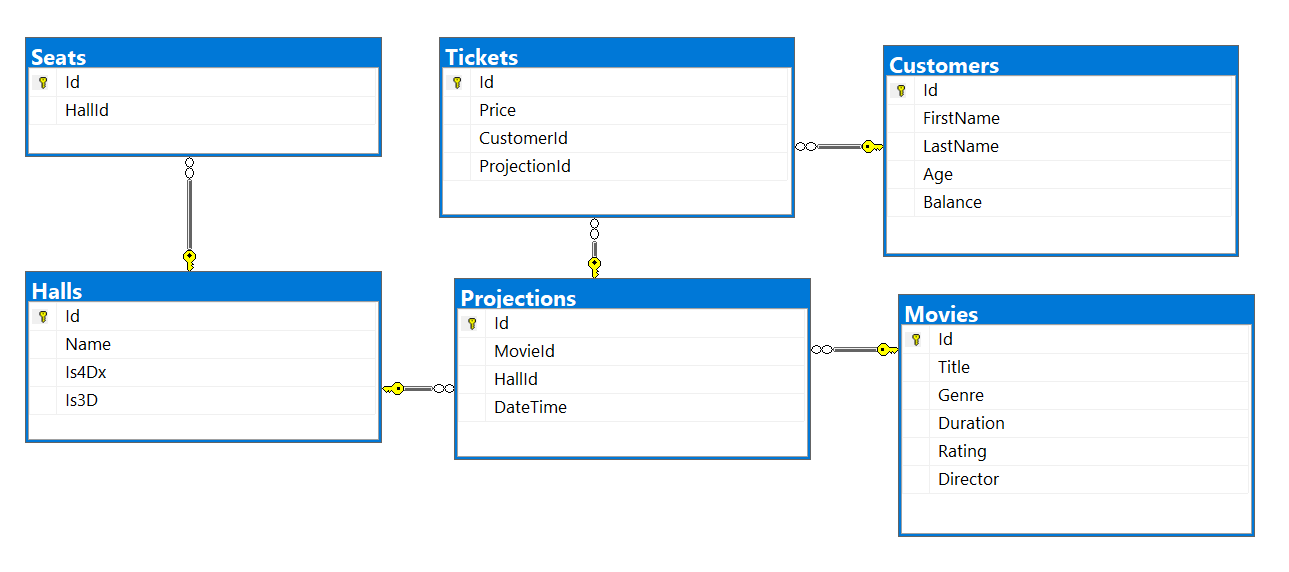 Seats
Id
HallId
Tickets
Id
Price
CustomerId
ProjectionId
Customers
Id
FirstName
LastName
Age
Balance
Halls
Id
Name
Is4Dx
Is3D
Projections
Id
MovieId
HallId
DateTime
Movies
Id
Title
Genre
Duration
Rating
Director